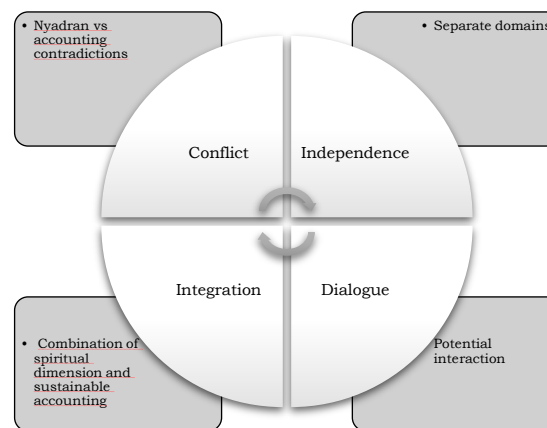 • Nyadran vs
accounting
contradictions
• Separate domains
Conflict
Independence
Integration
Dialogue
• Combination of
spiritual
dimension and
sustainable
accounting
Potential
interaction